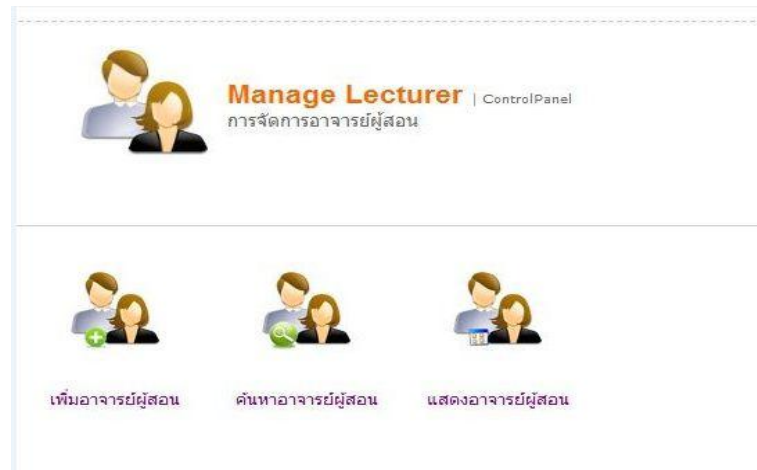 Manage Lecturer | ControlPanel
การจัดการอาจารย์ผู้สอน
เพิ่มอาจารย์ผู้สอน ค้นหาอาจารย์ผู้สอน แสดงอาจารย์ผู้สอน